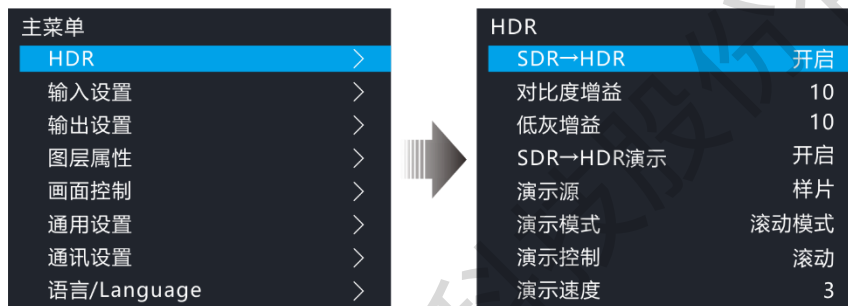 主菜单
HDR
输入设置
输出设置
图层属性
画面控制
通用设置
通讯设置
语言/Language
HDR
SDR→HDR 开启
对比度增益 10
低灰增益 10
SDR→HDR演示 开启
演示源 样片
演示模式 滚动模式
演示控制 滚动
演示速度 3
科技股份